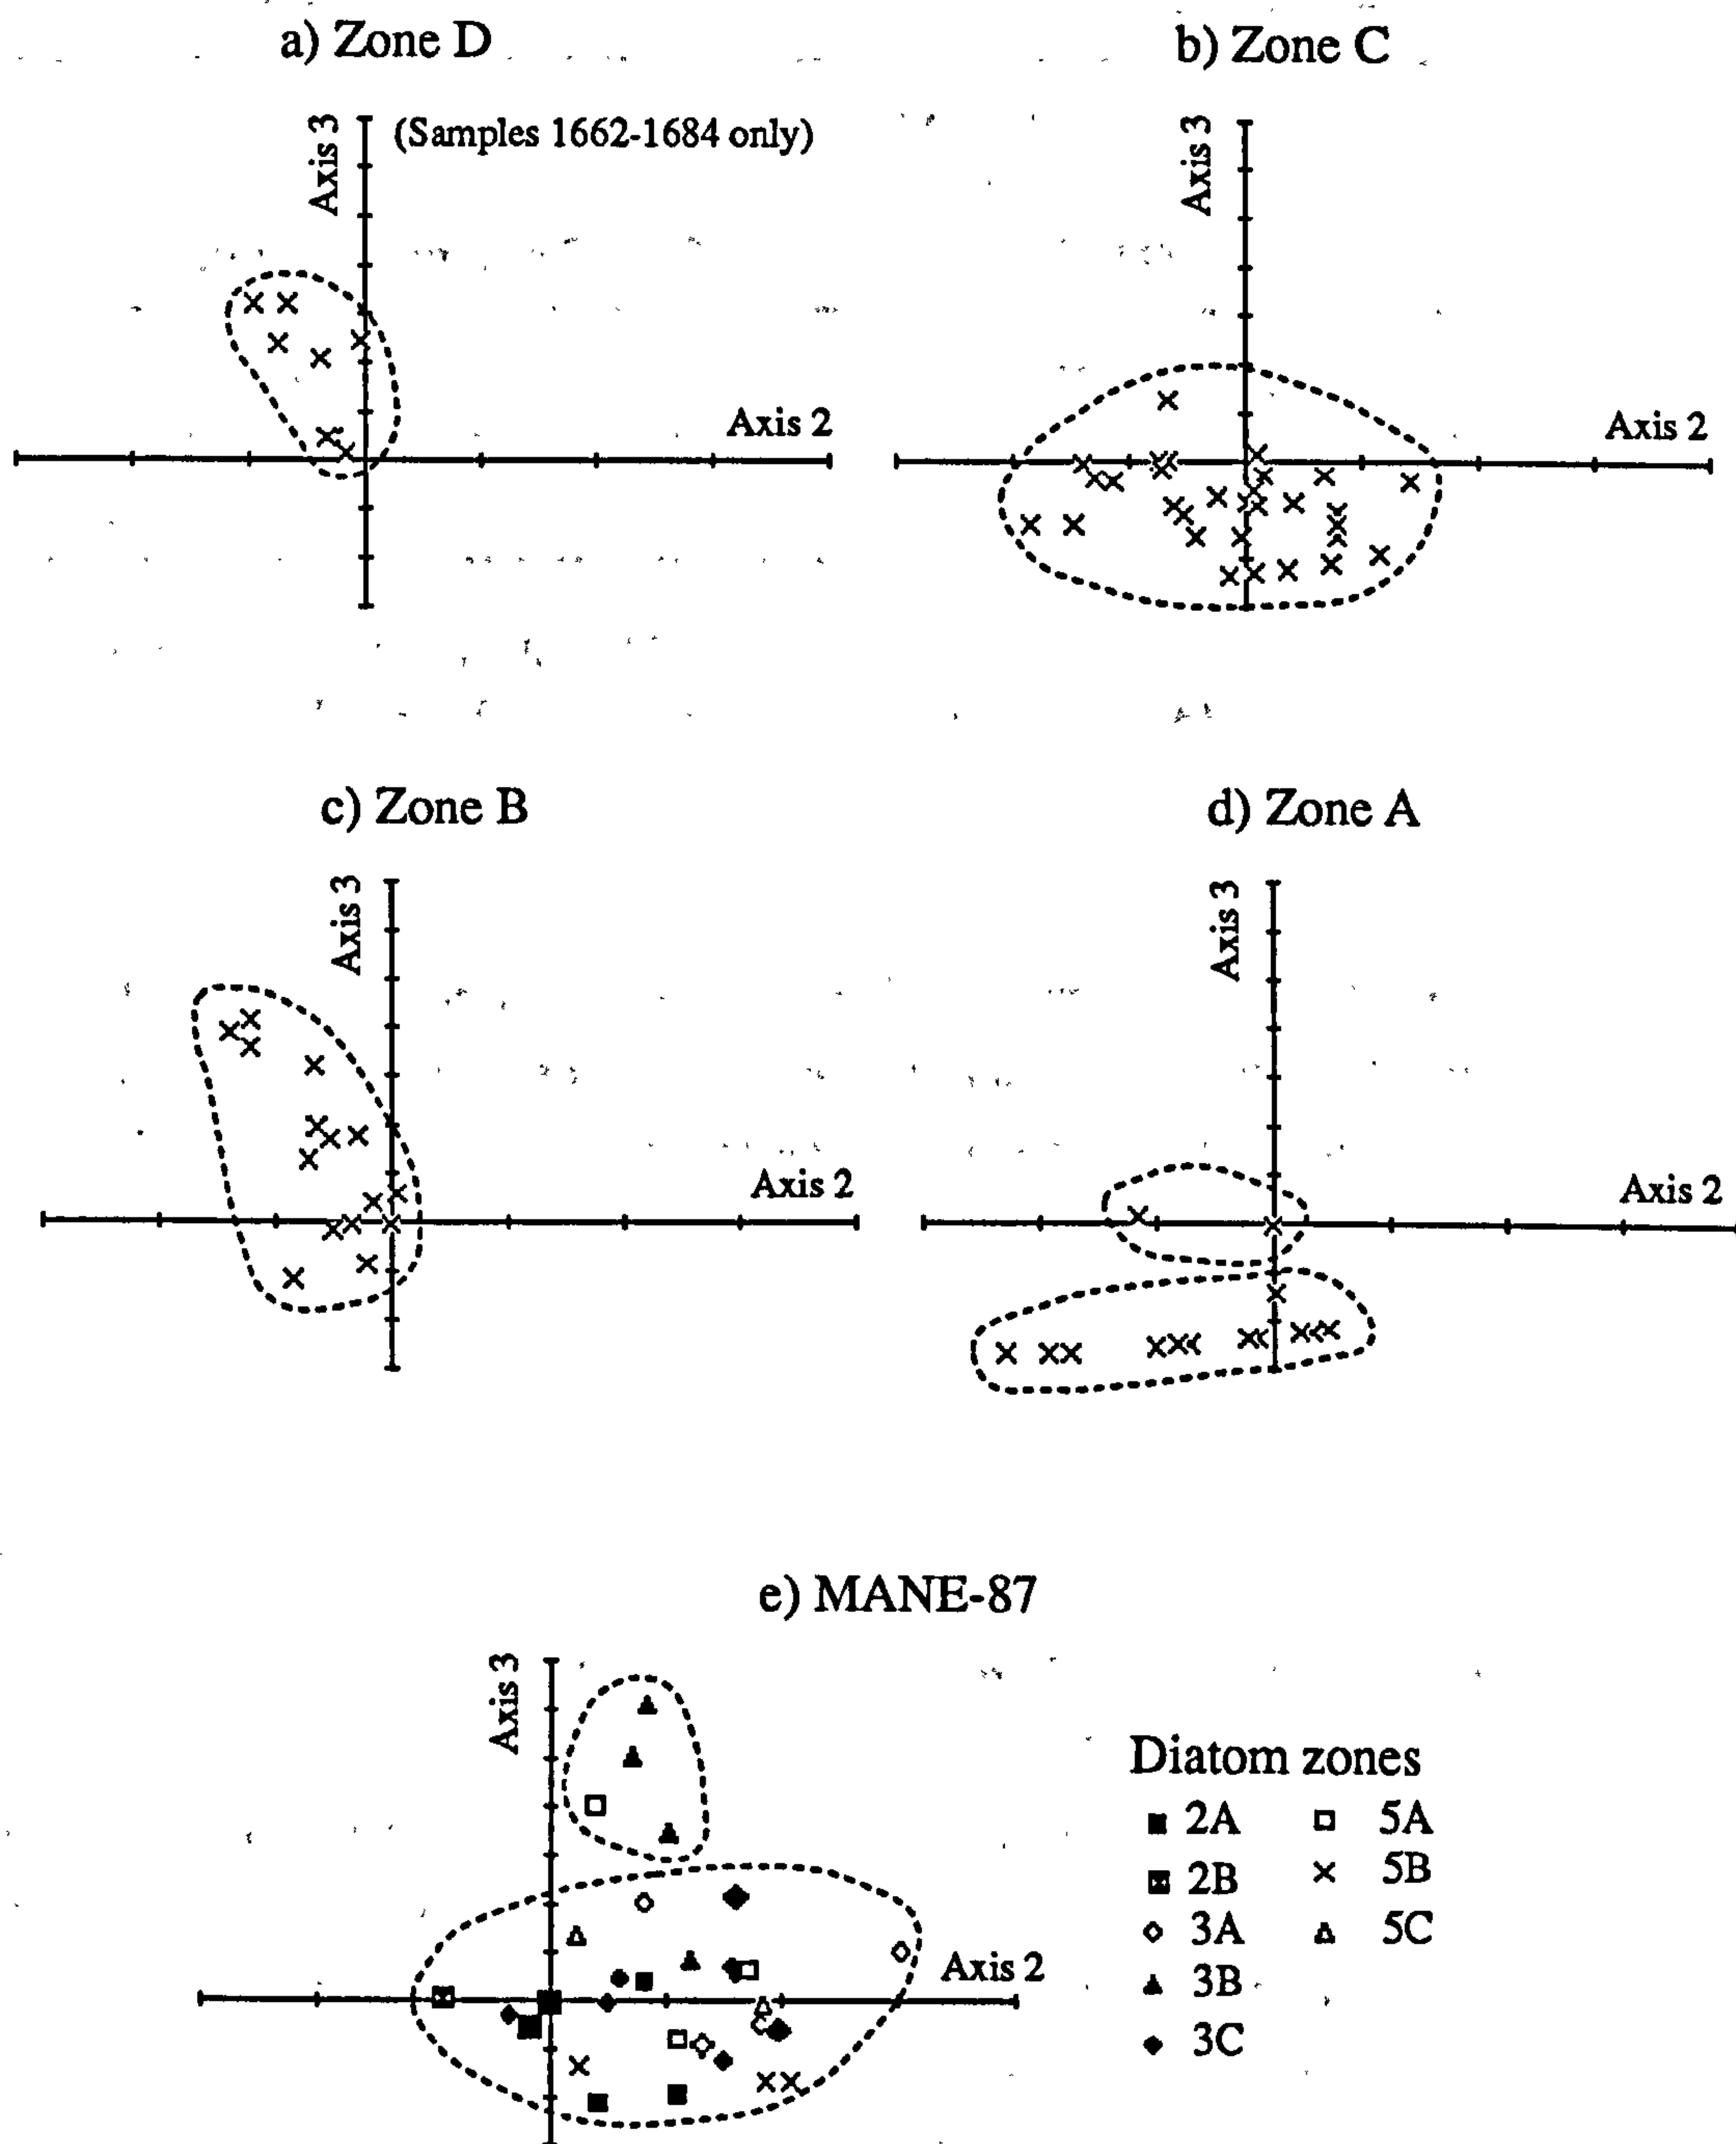 a) Zone D
b) Zone C
Axis 3
(Samples 1662-1684 only)
Axis 3
Axis 2
Axis 2
c) Zone B
d) Zone A
Axis 3
Axis 3
Axis 2
Axis 2
e) MANE-87
Axis 3
Axis 2
Diatom zones
2A
5A
2B
5B
3A
5C
3B
3C